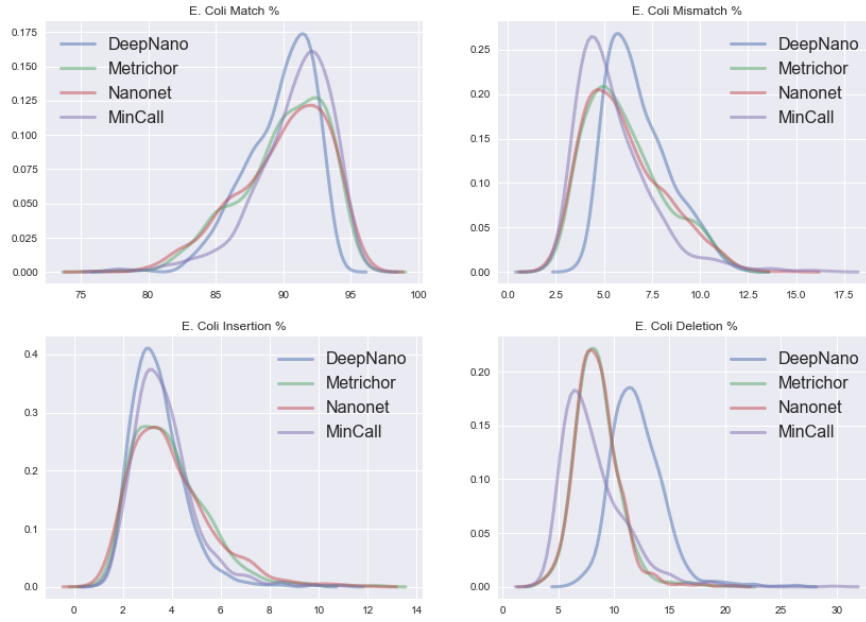 E. Coli Match %
0.175
0.150
0.125
0.100
0.075
0.050
0.025
0.000
75 80 85 90 95 100
DeepNano
Metrichor
Nanonet
MinCall
E. Coli Mismatch %
0.25
0.20
0.15
0.10
0.05
0.00
0.0 2.5 5.0 7.5 10.0 12.5 15.0 17.5
DeepNano
Metrichor
Nanonet
MinCall
E. Coli Insertion %
0.4
0.3
0.2
0.1
0.0
0 2 4 6 8 10 12 14
DeepNano
Metrichor
Nanonet
MinCall
E. Coli Deletion %
0.20
0.15
0.10
0.05
0.00
0 5 10 15 20 25 30
DeepNano
Metrichor
Nanonet
MinCall